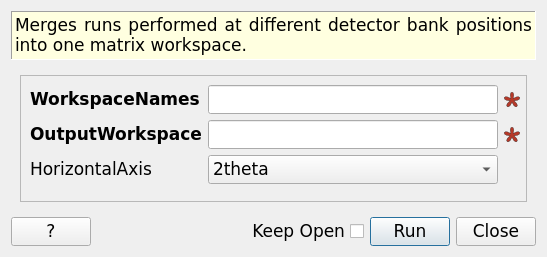 Merges runs performed at different detector bank positions
into one matrix workspace.
WorkspaceNames *
OutputWorkspace *
HorizontalAxis 2theta
? Keep Open Run Close